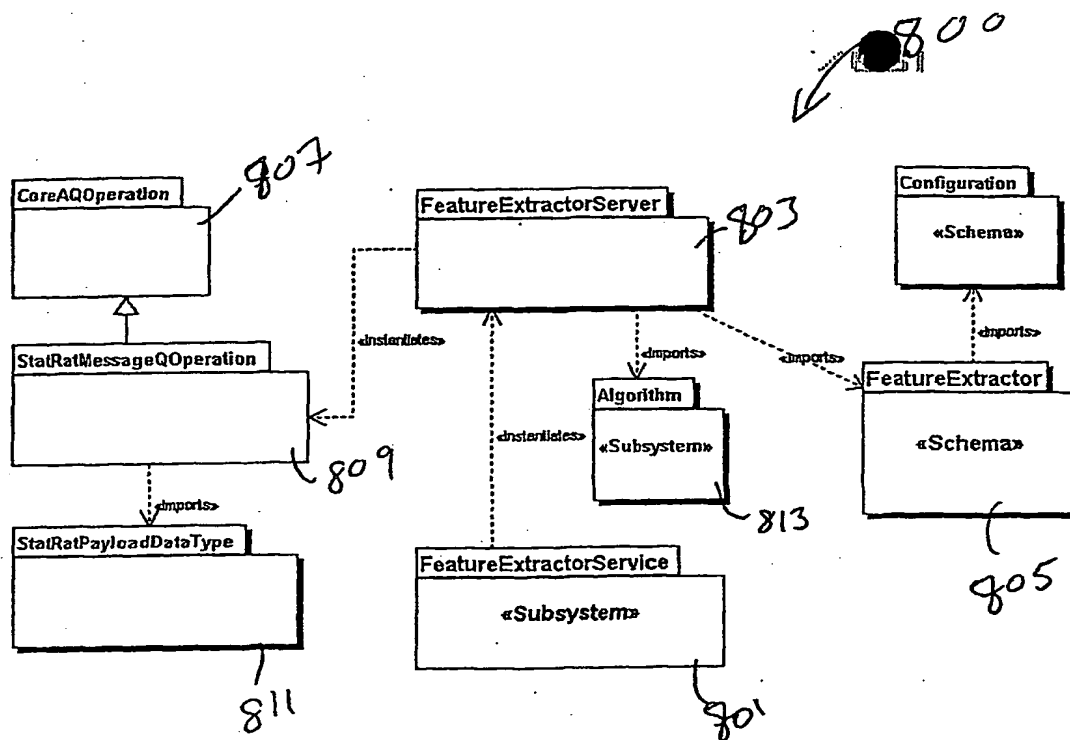 800
CoreAQOperation
807
FeatureExtractorServer
803
Configuration
«Schema»
StatRatMessageQOperation
809
«Instantiates»
«Imports»
«Imports»
Algorithm
«Subsystem»
813
FeatureExtractor
«Schema»
805
«Instantiates»
«Imports»
StatRatPayloadDataType
811
FeatureExtractorService
«Subsystem»
801